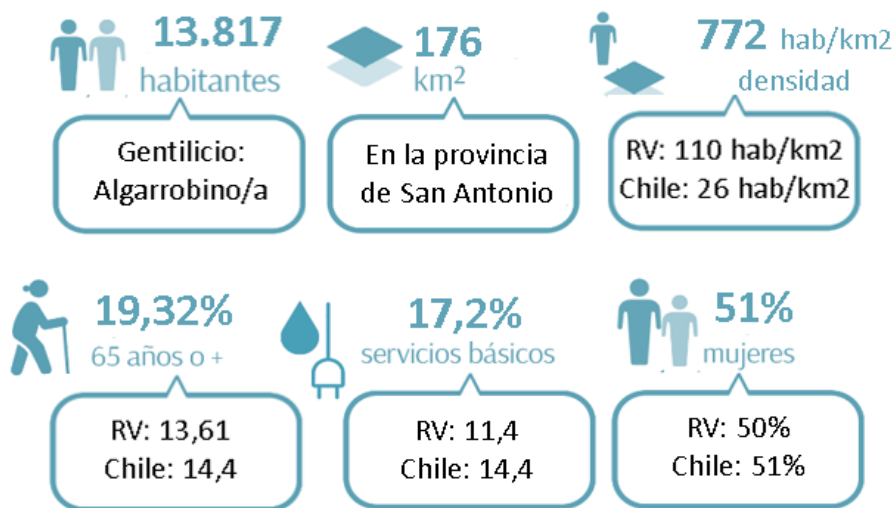 13.817
habitantes
Gentilicio:
Algarrobino/a
176
km²
En la provincia
de San Antonio
772 hab/km2
densidad
RV: 110 hab/km2
Chile: 26 hab/km2
19,32%
65 años o +
RV: 13,61
Chile: 14,4
17,2%
servicios básicos
RV: 11,4
Chile: 14,4
51%
mujeres
RV: 50%
Chile: 51%